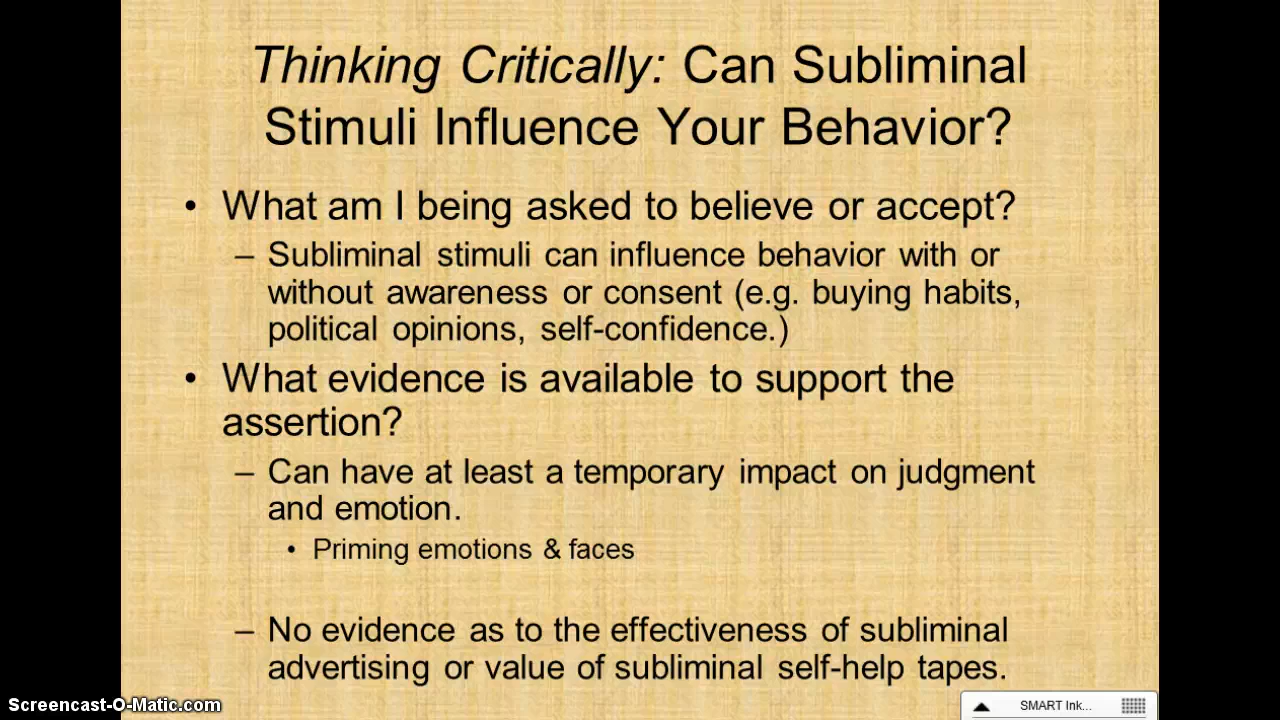 Thinking Critically: Can Subliminal
Stimuli Influence Your Behavior?
• What am I being asked to believe or accept?
– Subliminal stimuli can influence behavior with or
without awareness or consent (e.g. buying habits,
political opinions, self-confidence.)
• What evidence is available to support the
assertion?
– Can have at least a temporary impact on judgment
and emotion.
• Priming emotions & faces
– No evidence as to the effectiveness of subliminal
advertising or value of subliminal self-help tapes.
Screencast-O-Matic.com
SMART Ink...